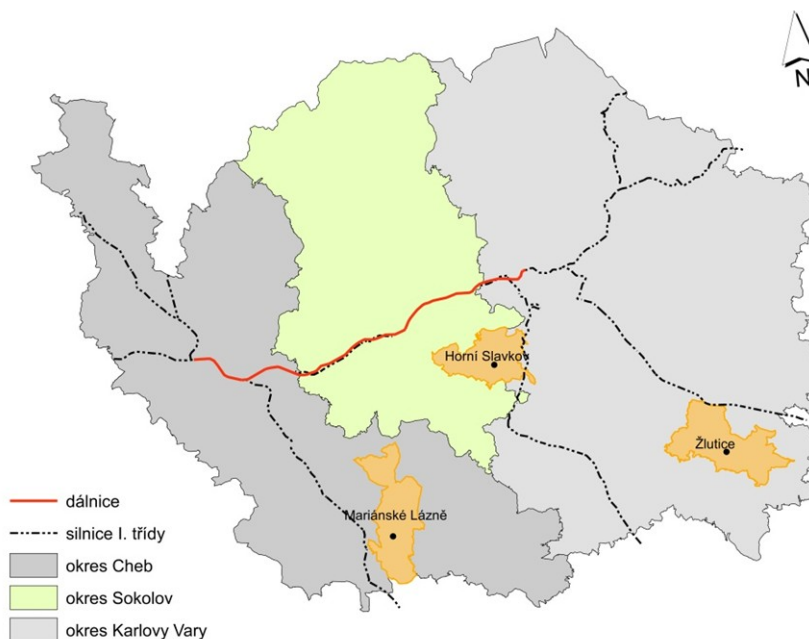 N
Horní Slavkov
Žlutice
Mariánské Lázně
dálnice
silnice I. třídy
okres Cheb
okres Sokolov
okres Karlovy Vary